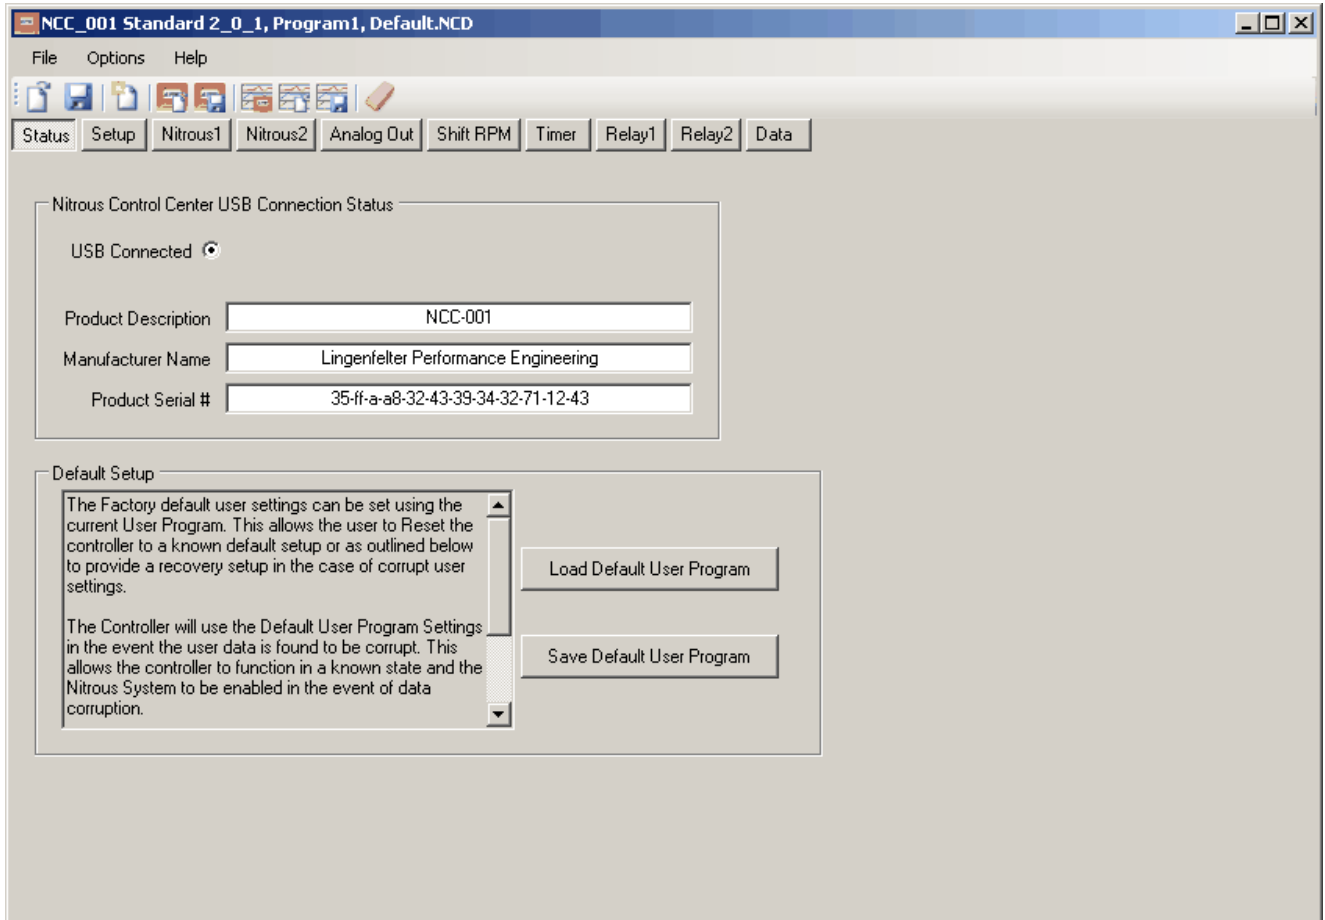 NCC_001 Standard 2_0_1, Program1, Default.NCD
File Options Help
Status Setup Nitrous1 Nitrous2 Analog Out Shift RPM Timer Relay1 Relay2 Data
Nitrous Control Center USB Connection Status
USB Connected
Product Description NCC-001
Manufacturer Name Lingenfelter Performance Engineering
Product Serial # 35-ff-a-a8-32-43-39-34-32-71-12-43
Default Setup
The Factory default user settings can be set using the
current User Program. This allows the user to Reset the
controller to a known default setup or as outlined below
to provide a recovery setup in the case of corrupt user
settings.
The Controller will use the Default User Program Settings
in the event the user data is found to be corrupt. This
allows the controller to function in a known state and the
Nitrous System to be enabled in the event of data
corruption.
Load Default User Program
Save Default User Program